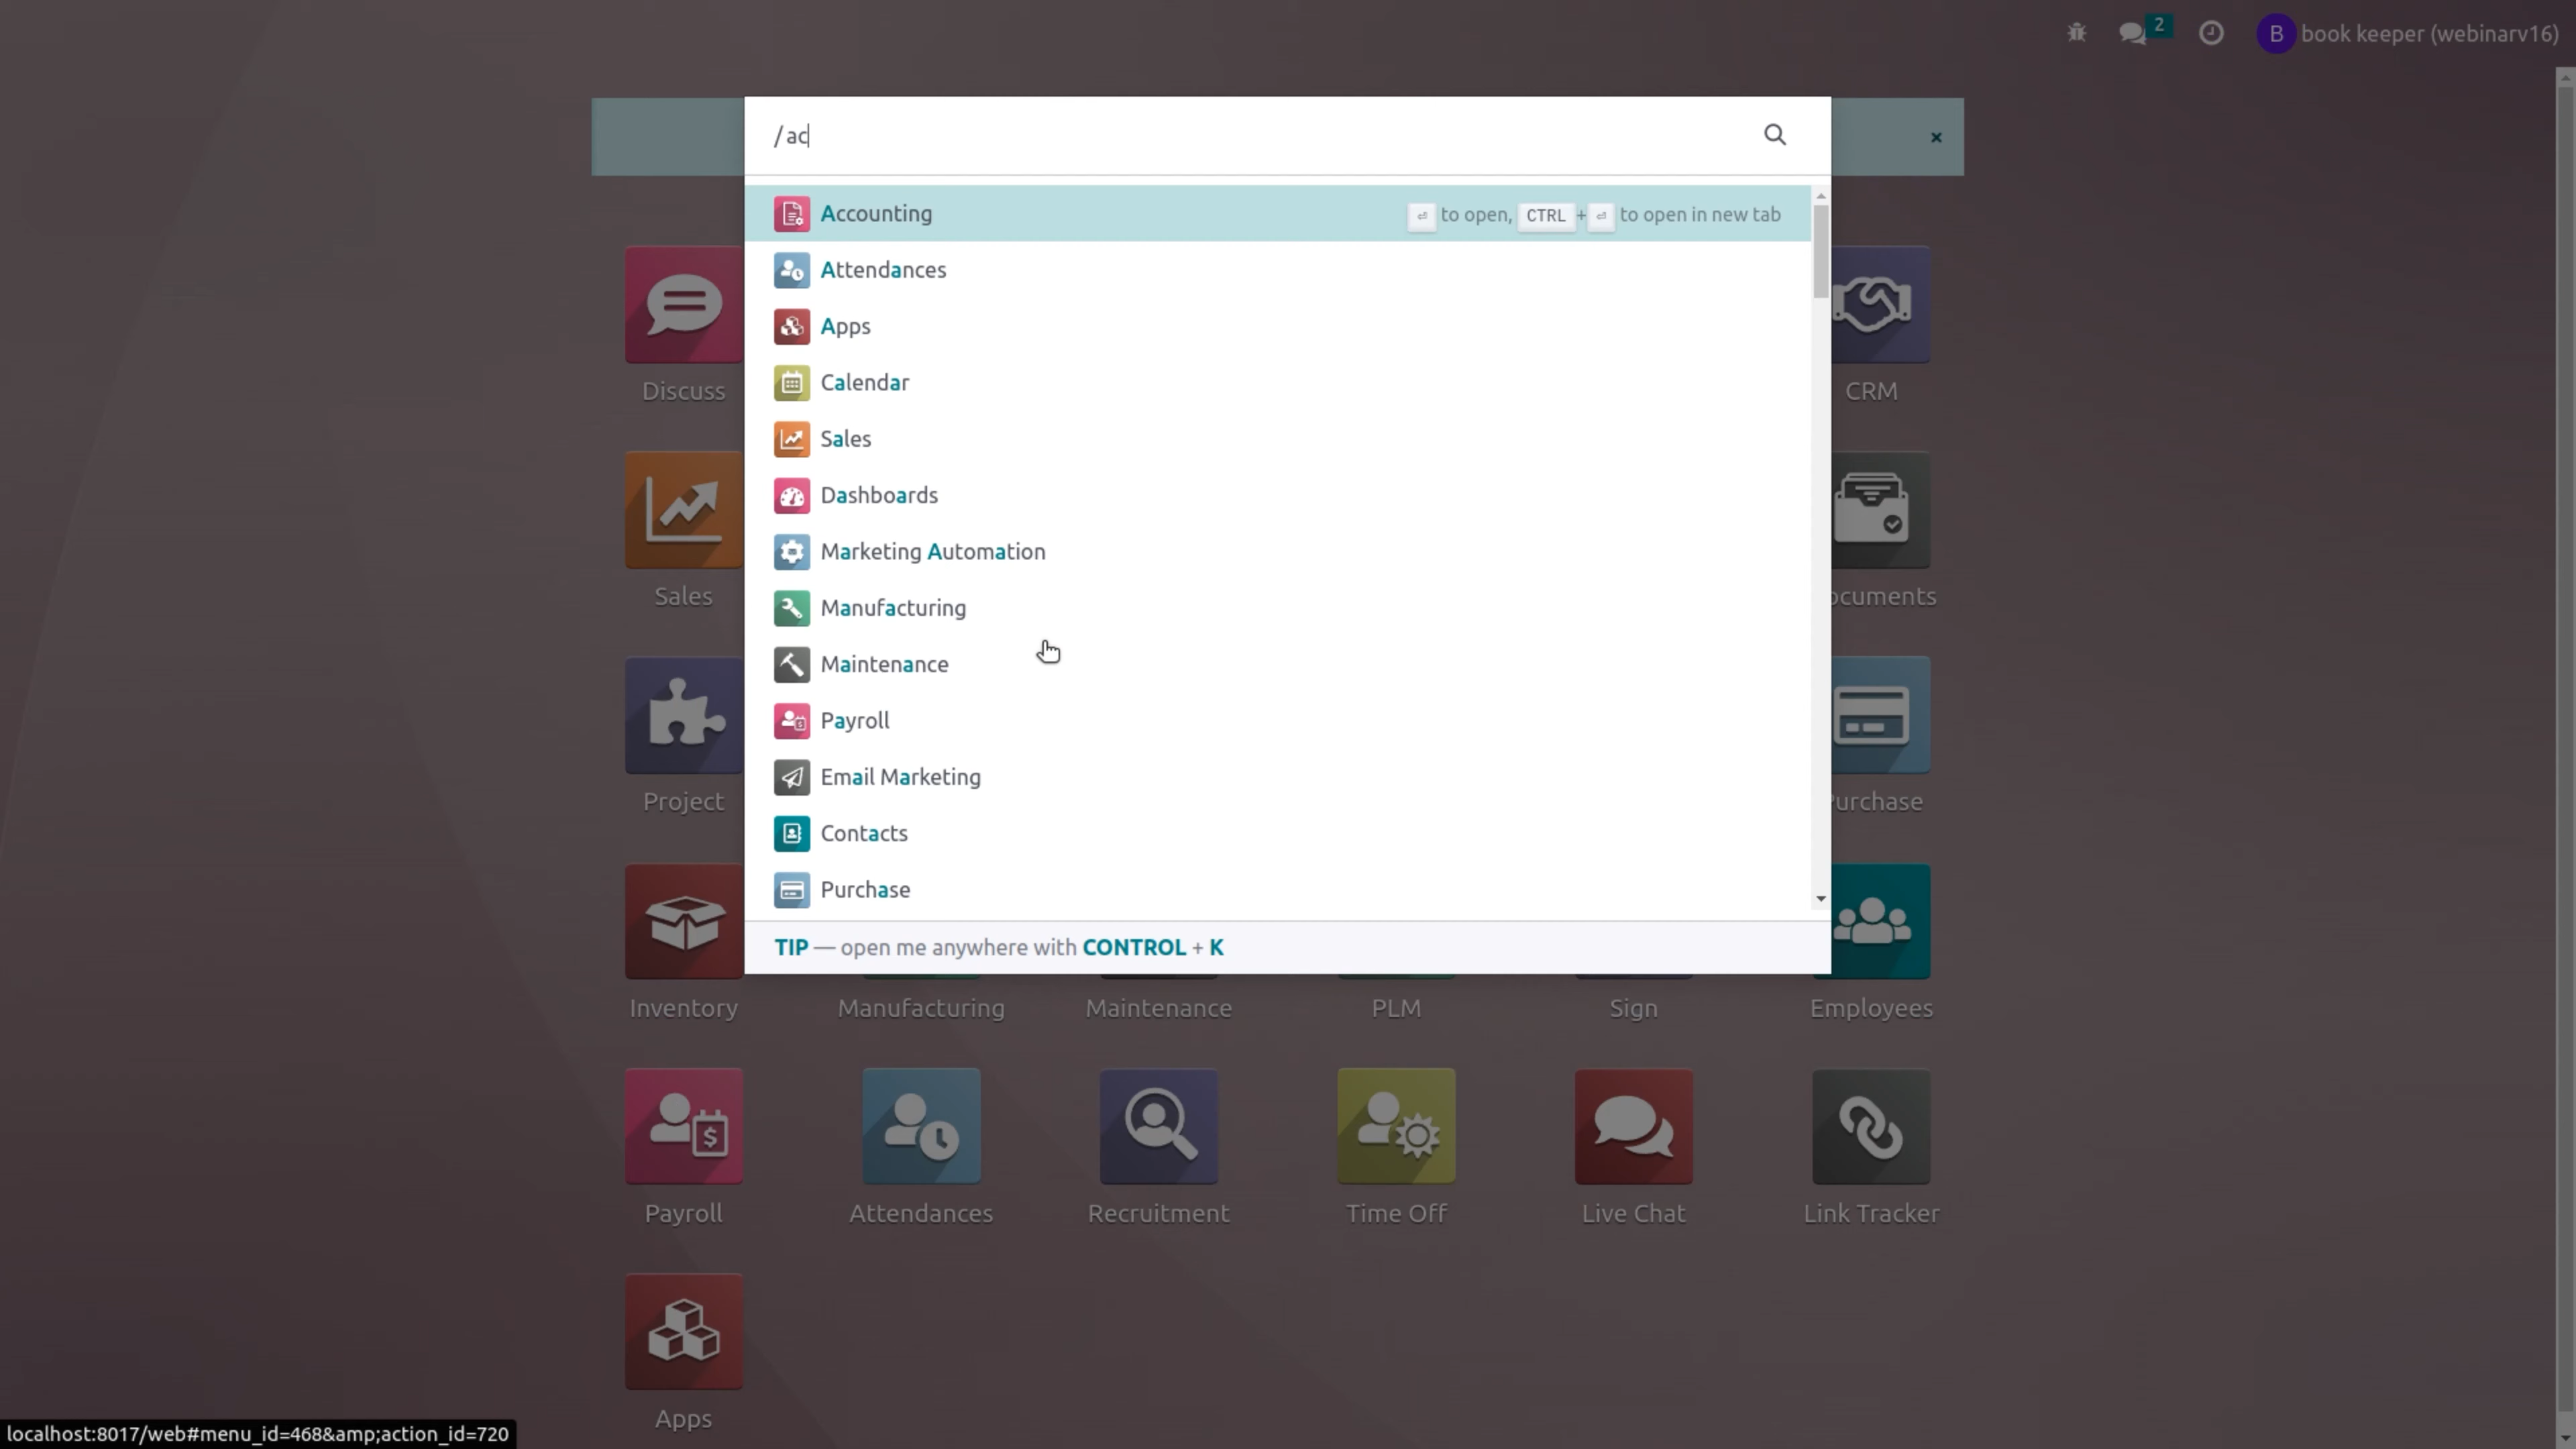 2
B book keeper (webinarv16)
/ ac
×
Accounting ⏎ to open, CTRL + ⏎ to open in new tab
Attendances
Apps
Calendar
Sales
Dashboards
Marketing Automation
Manufacturing
Maintenance
Payroll
Email Marketing
Contacts
Purchase
TIP — open me anywhere with CONTROL + K
Discuss
CRM
Sales
ocuments
Project
urchase
Inventory
Manufacturing
Maintenance
PLM
Sign
Employees
Payroll
Attendances
Recruitment
Time Off
Live Chat
Link Tracker
Apps
localhost:8017/web#menu_id=468&amp;action_id=720